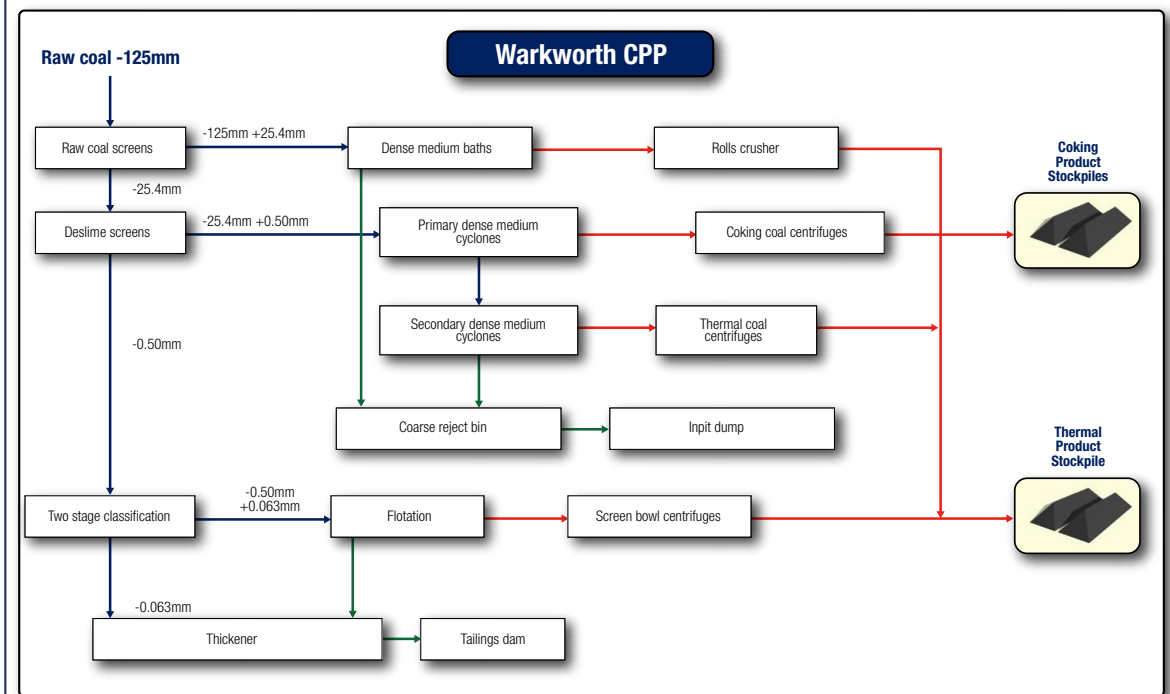 Warkworth CPP
Raw coal -125mm
Raw coal screens
-125mm +25.4mm
Dense medium baths
Rolls crusher
Coking
Product
Stockpiles
-25.4mm
Deslime screens
-25.4mm +0.50mm
Primary dense medium
cyclones
Coking coal centrifuges
Secondary dense medium
cyclones
Thermal coal
centrifuges
-0.50mm
Coarse reject bin
Inpit dump
Thermal
Product
Stockpile
Two stage classification
-0.50mm
+0.063mm
Flotation
Screen bowl centrifuges
-0.063mm
Thickener
Tailings dam